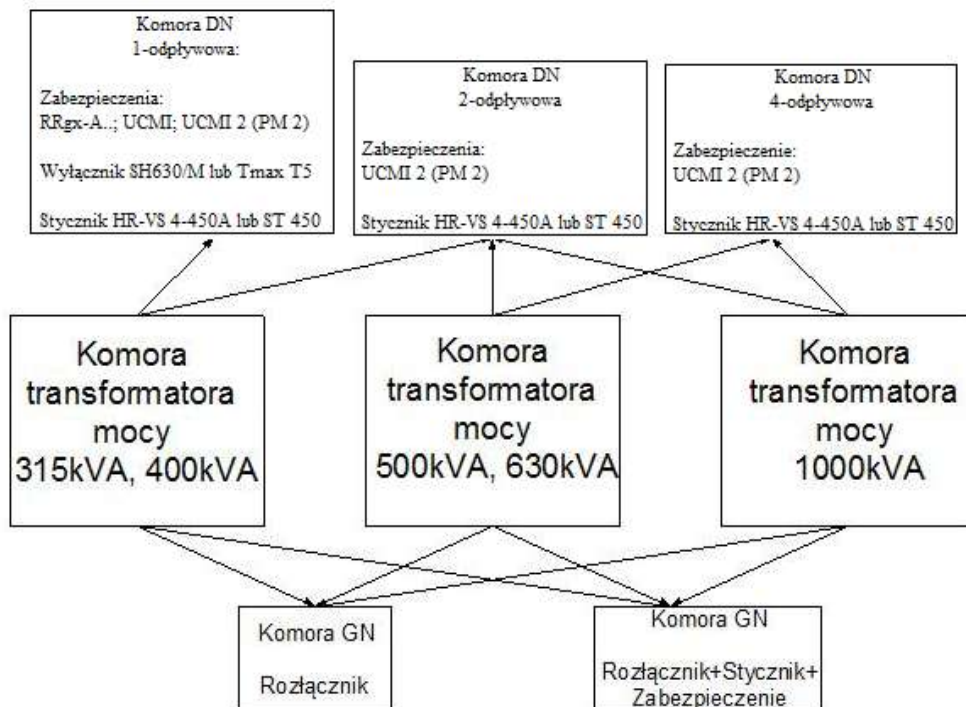 Komora DN
1-odpływowa:
Zabezpieczenia:
RRgx-A..; UCMI; UCMI 2 (PM 2)
Wyłącznik SH630/M lub Tmax T5
Stycznik HR-VS 4-450A lub ST 450
Komora DN
2-odpływowa
Zabezpieczenia:
UCMI 2 (PM 2)
Stycznik HR-VS 4-450A lub ST 450
Komora DN
4-odpływowa
Zabezpieczenie:
UCMI 2 (PM 2)
Stycznik HR-VS 4-450A lub ST 450
Komora
transformatora
mocy
315kVA, 400kVA
Komora
transformatora
mocy
500kVA, 630kVA
Komora
transformatora
mocy
1000kVA
Komora GN
Rozłącznik
Komora GN
Rozłącznik+Stycznik+
Zabezpieczenie